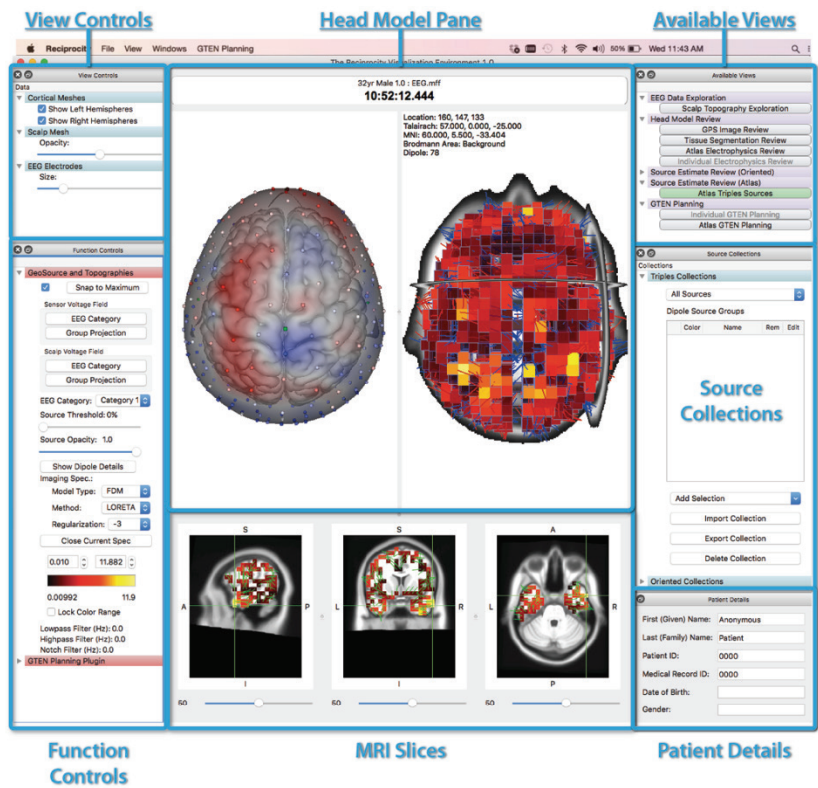 View Controls
Head Model Pane
Available Views
Reciprocity File View Windows GTEN Planning
50% Wed 11:43 AM
The Reciprocity Visualization Environment 1.0
View Controls
Data
Cortical Meshes
Show Left Hemispheres
Show Right Hemispheres
Scalp Mesh
Opacity:
EEG Electrodes
Size:
Function Controls
GeoSource and Topographies
Snap to Maximum
Sensor Voltage Field
EEG Category
Group Projection
Scalp Voltage Field
EEG Category
Group Projection
EEG Category: Category 1
Source Threshold: 0%
Source Opacity: 1.0
Show Dipole Details
Imaging Spec.:
Model Type: FDM
Method: LORETA
Regularization: -3
Close Current Spec
0.010 11.882
0.00992 11.9
Lock Color Range
Lowpass Filter (Hz): 0.0
Highpass Filter (Hz): 0.0
Notch Filter (Hz): 0.0
GTEN Planning Plugin
32yr Male 1.0 : EEG.mff
10:52:12.444
Location: 160, 147, 133
Talairach: 57.000, 0.000, -25.000
MNI: 60.000, 5.500, -33.404
Brodmann Area: Background
Dipole: 78
S
A P
I
50
S
L R
I
50
A
L R
P
50
Available Views
EEG Data Exploration
Scalp Topography Exploration
Head Model Review
GPS Image Review
Tissue Segmentation Review
Atlas Electrophysics Review
Individual Electrophysics Review
Source Estimate Review (Oriented)
Source Estimate Review (Atlas)
Atlas Triples Sources
GTEN Planning
Individual GTEN Planning
Atlas GTEN Planning
Source Collections
Collections
Triples Collections
All Sources
Dipole Source Groups
Color Name Rem Edit
Source
Collections
Add Selection
Import Collection
Export Collection
Delete Collection
Oriented Collections
Patient Details
First (Given) Name: Anonymous
Last (Family) Name: Patient
Patient ID: 0000
Medical Record ID: 0000
Date of Birth:
Gender:
Function
Controls
MRI Slices
Patient Details